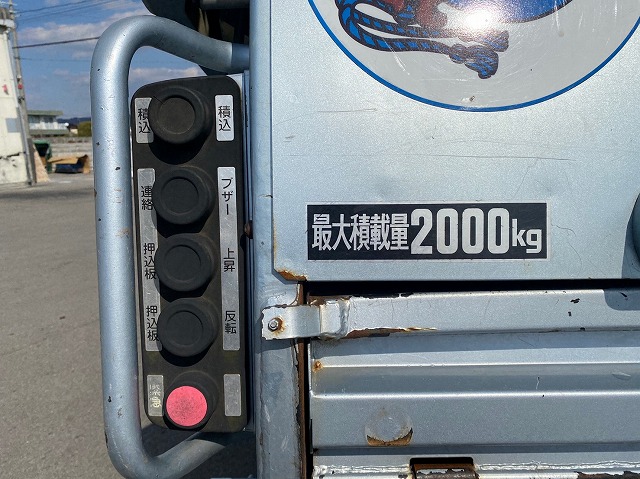 積込
積込
連絡
ブザー
押込板
上昇
押込板
反転
最大積載量2000kg